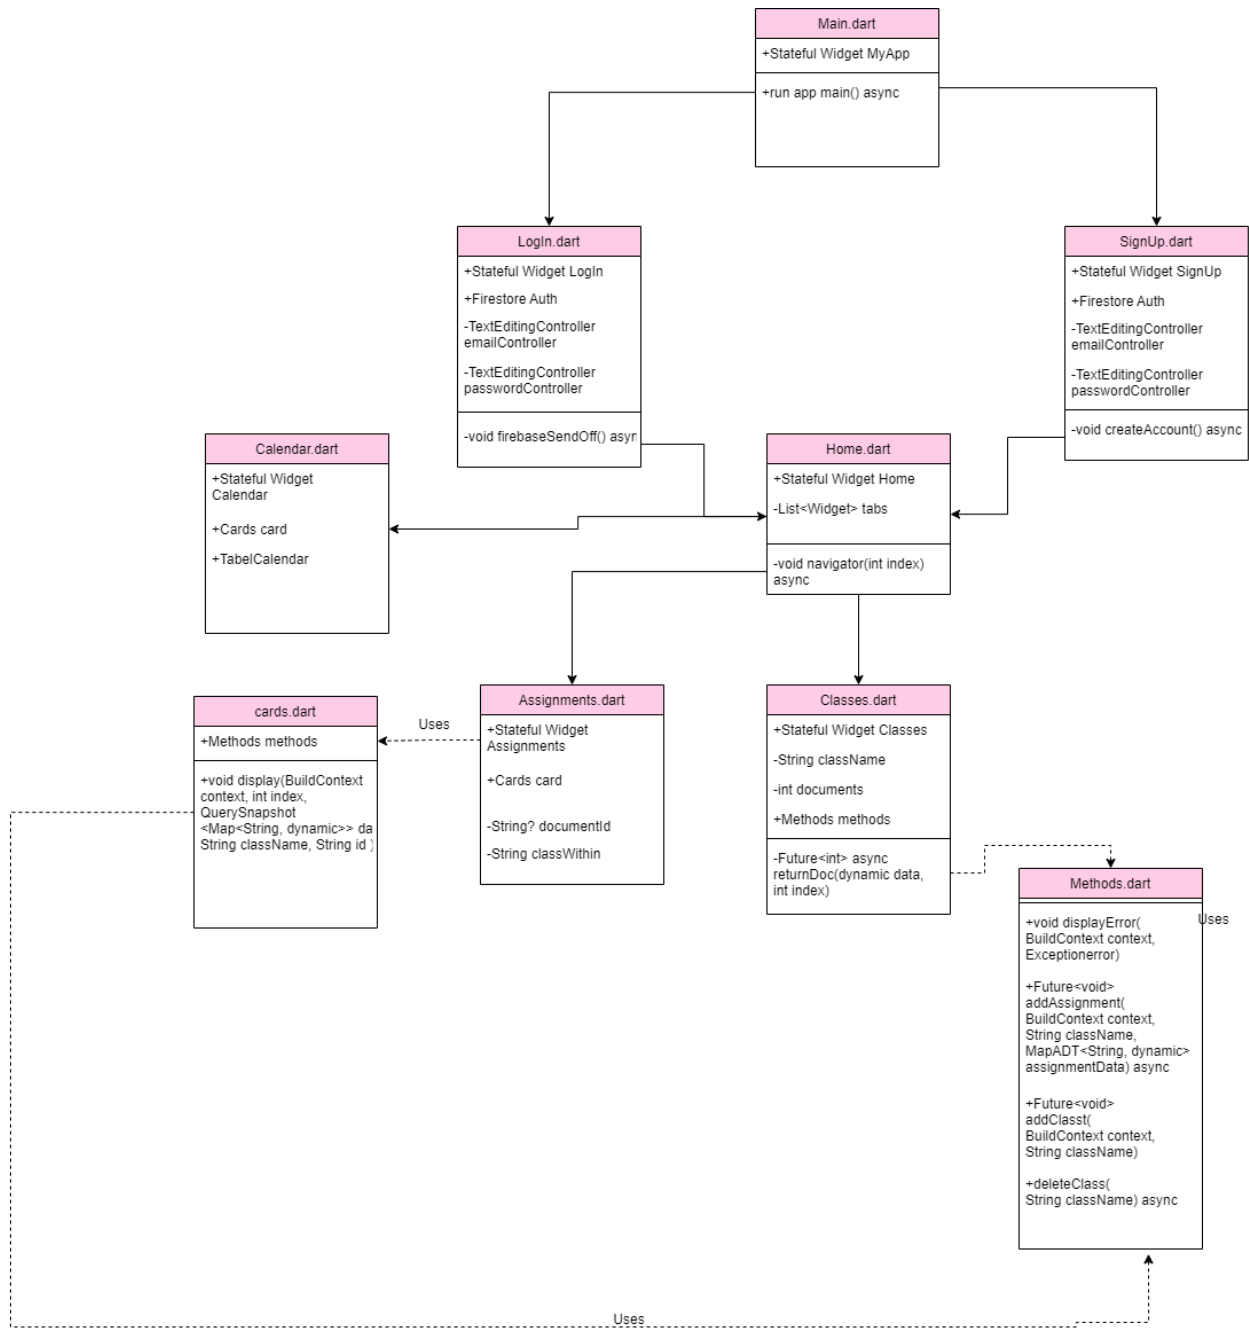 Main.dart
+Stateful Widget MyApp
+run app main() async
LogIn.dart
+Stateful Widget LogIn
+Firestore Auth
-TextEditingController
emailController
-TextEditingController
passwordController
-void firebaseSendOff() asyn
SignUp.dart
+Stateful Widget SignUp
+Firestore Auth
-TextEditingController
emailController
-TextEditingController
passwordController
-void createAccount() async
Calendar.dart
+Stateful Widget
Calendar
+Cards card
+TabelCalendar
Home.dart
+Stateful Widget Home
-List<Widget> tabs
-void navigator(int index)
async
cards.dart
+Methods methods
+void display(BuildContext
context, int index,
QuerySnapshot
<Map<String, dynamic>> da
String className, String id )
Uses
Assignments.dart
+Stateful Widget
Assignments
+Cards card
-String? documentId
-String classWithin
Classes.dart
+Stateful Widget Classes
-String className
-int documents
+Methods methods
-Future<int> async
returnDoc(dynamic data,
int index)
Methods.dart
Uses
+void displayError(
BuildContext context,
Exceptionerror)
+Future<void>
addAssignment(
BuildContext context,
String className,
MapADT<String, dynamic>
assignmentData) async
+Future<void>
addClasst(
BuildContext context,
String className)
+deleteClass(
String className) async
Uses